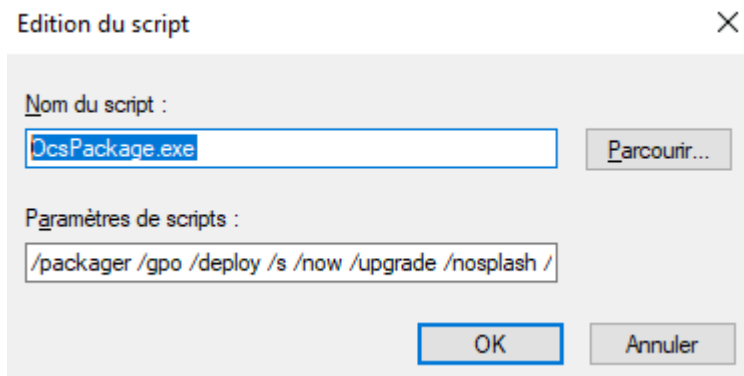 Edition du script
Nom du script :
OcsPackage.exe
Parcourir...
Paramètres de scripts :
/packager /gpo /deploy /s /now /upgrade /nosplash /
OK
Annuler